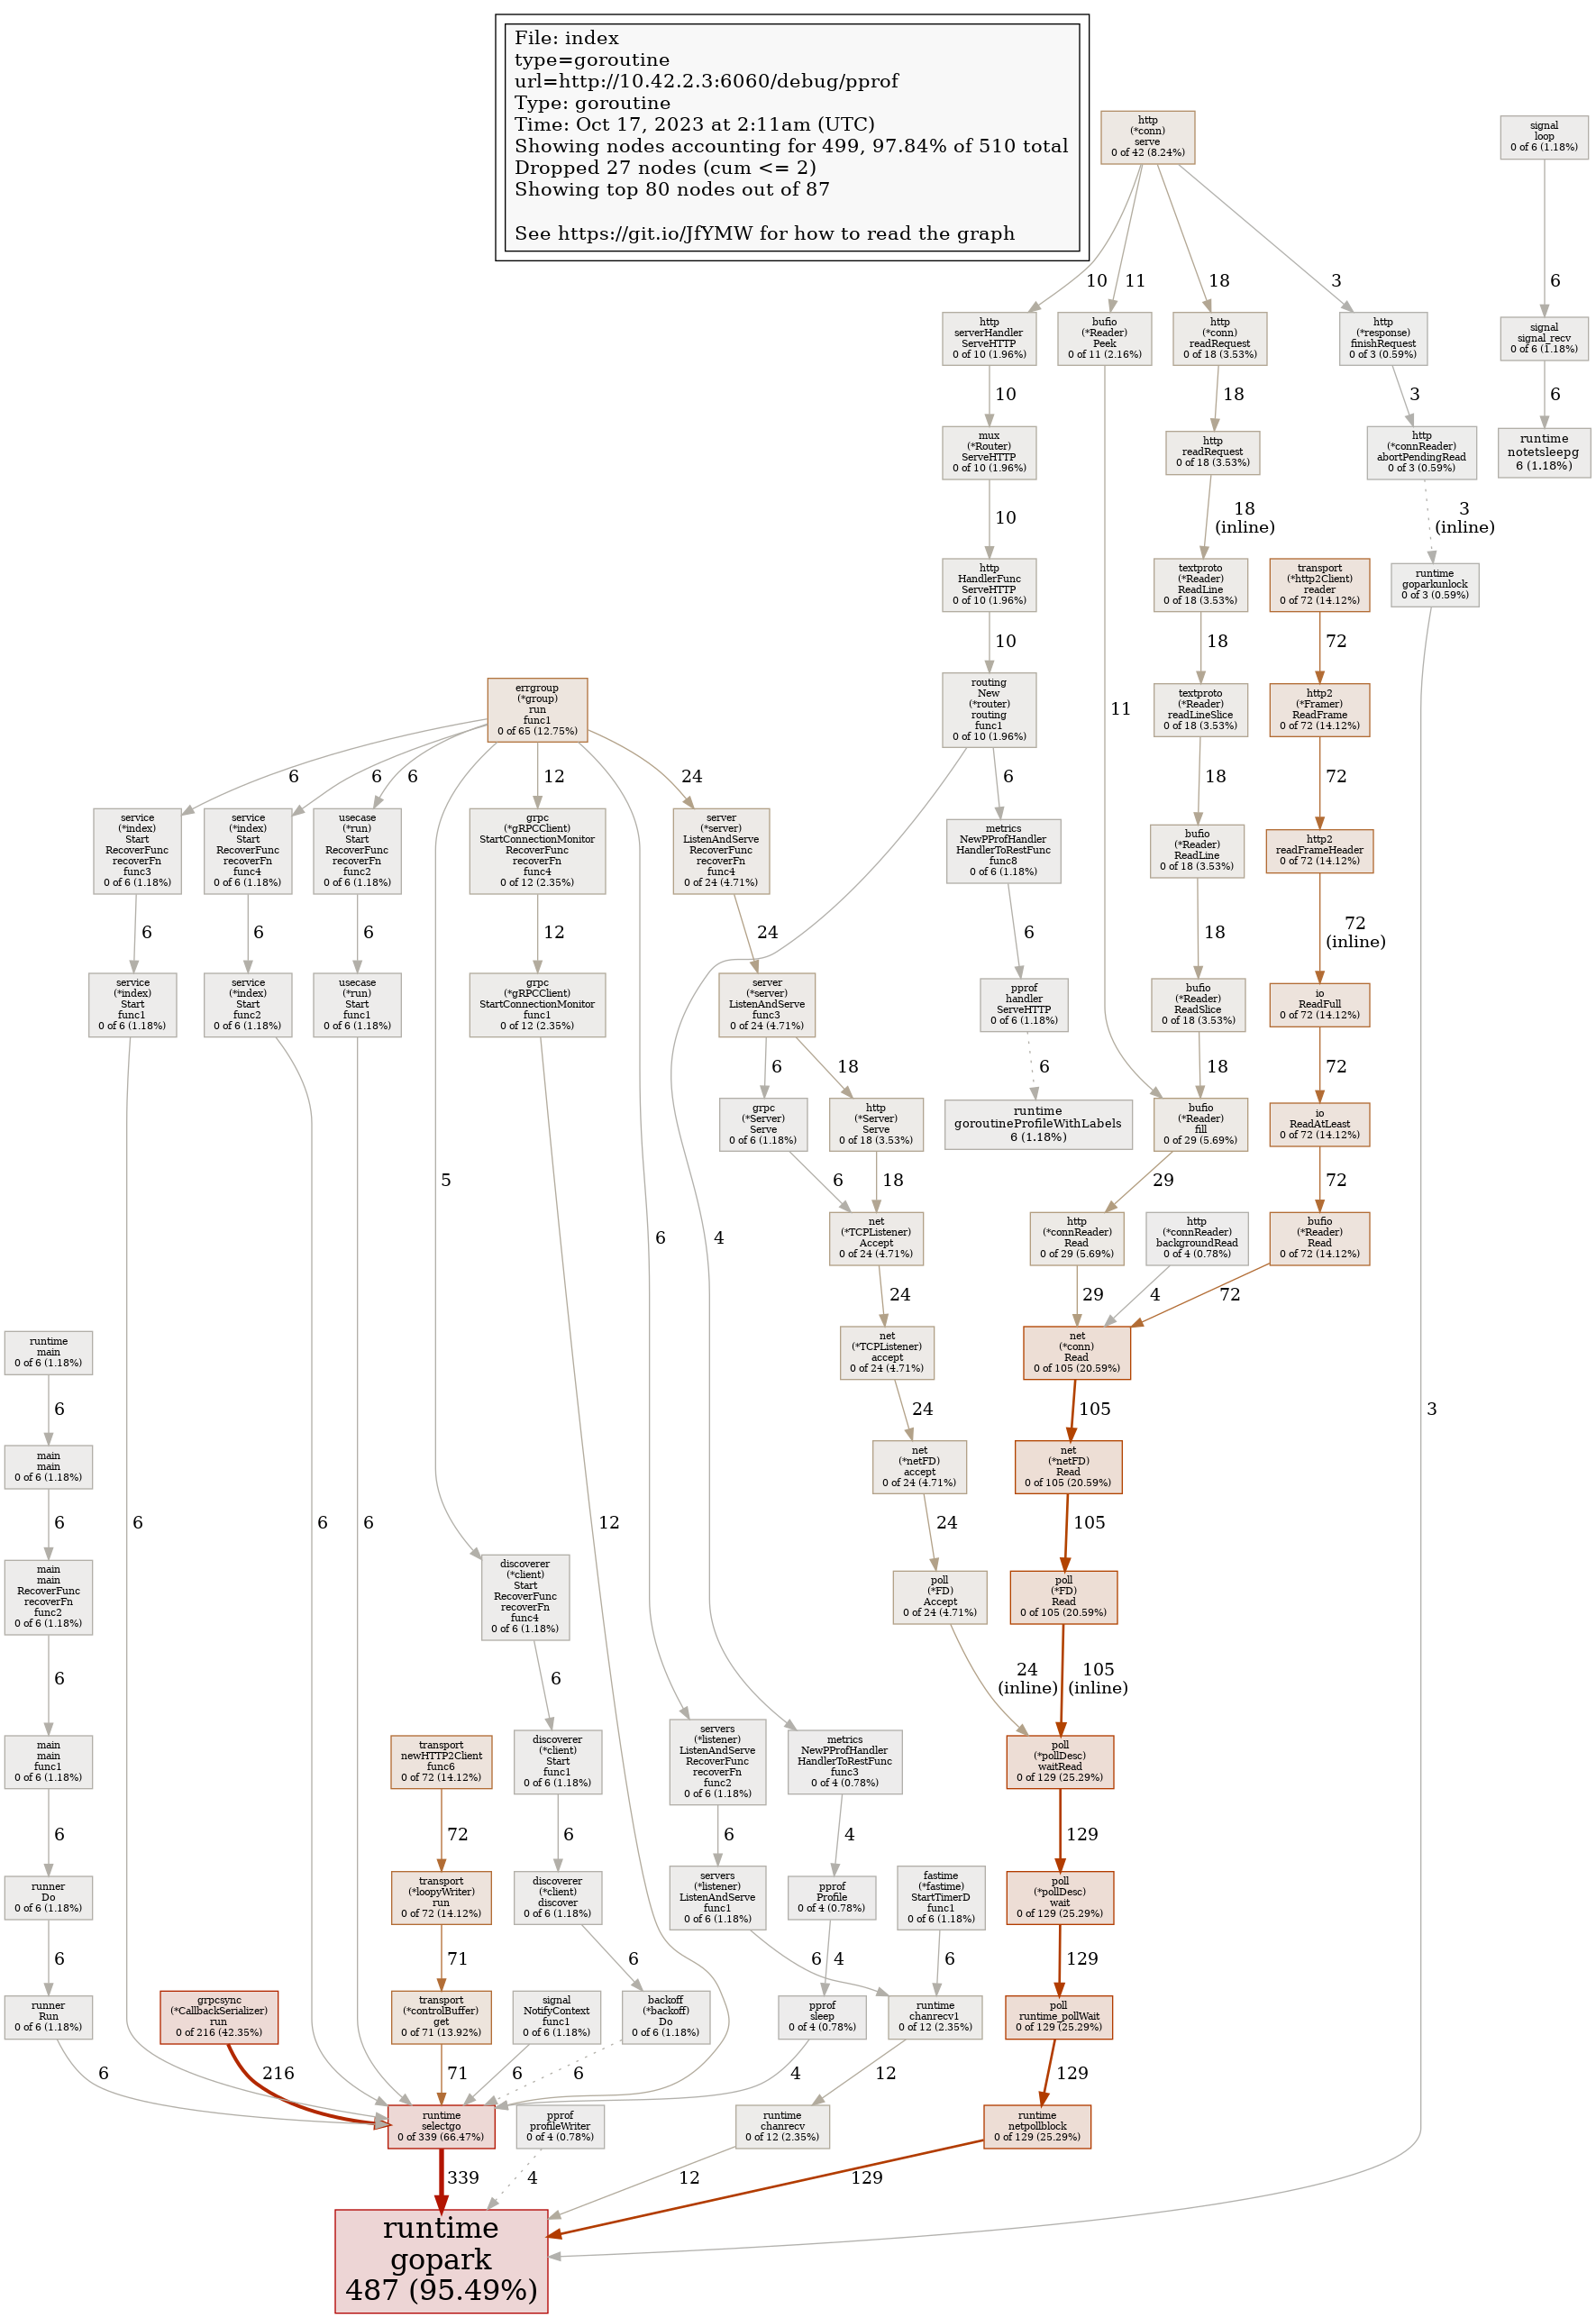 File: index
type=goroutine
url=http://10.42.2.3:6060/debug/pprof
Type: goroutine
Time: Oct 17, 2023 at 2:11am (UTC)
Showing nodes accounting for 499, 97.84% of 510 total
Dropped 27 nodes (cum <= 2)
Showing top 80 nodes out of 87
See https://git.io/JfYMW for how to read the graph
http
(*conn)
serve
0 of 42 (8.24%)
signal
loop
0 of 6 (1.18%)
10
11
18
3
6
http
serverHandler
ServeHTTP
0 of 10 (1.96%)
bufio
(*Reader)
Peek
0 of 11 (2.16%)
http
(*conn)
readRequest
0 of 18 (3.53%)
http
(*response)
finishRequest
0 of 3 (0.59%)
signal
signal_recv
0 of 6 (1.18%)
10
18
3
6
mux
(*Router)
ServeHTTP
0 of 10 (1.96%)
http
readRequest
0 of 18 (3.53%)
http
(*connReader)
abortPendingRead
0 of 3 (0.59%)
runtime
notetsleepg
6 (1.18%)
10
18
(inline)
3
(inline)
http
HandlerFunc
ServeHTTP
0 of 10 (1.96%)
textproto
(*Reader)
ReadLine
0 of 18 (3.53%)
transport
(*http2Client)
reader
0 of 72 (14.12%)
runtime
goparkunlock
0 of 3 (0.59%)
10
18
72
errgroup
(*group)
run
func1
0 of 65 (12.75%)
routing
New
(*router)
routing
func1
0 of 10 (1.96%)
11
textproto
(*Reader)
readLineSlice
0 of 18 (3.53%)
http2
(*Framer)
ReadFrame
0 of 72 (14.12%)
6
6
6
12
24
6
18
72
service
(*index)
Start
RecoverFunc
recoverFn
func3
0 of 6 (1.18%)
service
(*index)
Start
RecoverFunc
recoverFn
func4
0 of 6 (1.18%)
usecase
(*run)
Start
RecoverFunc
recoverFn
func2
0 of 6 (1.18%)
grpc
(*gRPCClient)
StartConnectionMonitor
RecoverFunc
recoverFn
func4
0 of 12 (2.35%)
server
(*server)
ListenAndServe
RecoverFunc
recoverFn
func4
0 of 24 (4.71%)
metrics
NewPProfHandler
HandlerToRestFunc
func8
0 of 6 (1.18%)
bufio
(*Reader)
ReadLine
0 of 18 (3.53%)
http2
readFrameHeader
0 of 72 (14.12%)
6
6
6
12
24
6
18
72
(inline)
service
(*index)
Start
func1
0 of 6 (1.18%)
service
(*index)
Start
func2
0 of 6 (1.18%)
usecase
(*run)
Start
func1
0 of 6 (1.18%)
grpc
(*gRPCClient)
StartConnectionMonitor
func1
0 of 12 (2.35%)
server
(*server)
ListenAndServe
func3
0 of 24 (4.71%)
pprof
handler
ServeHTTP
0 of 6 (1.18%)
bufio
(*Reader)
ReadSlice
0 of 18 (3.53%)
io
ReadFull
0 of 72 (14.12%)
6
18
6
18
72
grpc
(*Server)
Serve
0 of 6 (1.18%)
http
(*Server)
Serve
0 of 18 (3.53%)
runtime
goroutineProfileWithLabels
6 (1.18%)
bufio
(*Reader)
fill
0 of 29 (5.69%)
io
ReadAtLeast
0 of 72 (14.12%)
5
6
18
29
72
6
4
net
(*TCPListener)
Accept
0 of 24 (4.71%)
http
(*connReader)
Read
0 of 29 (5.69%)
http
(*connReader)
backgroundRead
0 of 4 (0.78%)
bufio
(*Reader)
Read
0 of 72 (14.12%)
24
29
4
72
runtime
main
0 of 6 (1.18%)
net
(*TCPListener)
accept
0 of 24 (4.71%)
net
(*conn)
Read
0 of 105 (20.59%)
6
24
105
3
main
main
0 of 6 (1.18%)
net
(*netFD)
accept
0 of 24 (4.71%)
net
(*netFD)
Read
0 of 105 (20.59%)
6
6
6
6
12
24
105
main
main
RecoverFunc
recoverFn
func2
0 of 6 (1.18%)
discoverer
(*client)
Start
RecoverFunc
recoverFn
func4
0 of 6 (1.18%)
poll
(*FD)
Accept
0 of 24 (4.71%)
poll
(*FD)
Read
0 of 105 (20.59%)
6
6
24
(inline)
105
(inline)
main
main
func1
0 of 6 (1.18%)
transport
newHTTP2Client
func6
0 of 72 (14.12%)
discoverer
(*client)
Start
func1
0 of 6 (1.18%)
servers
(*listener)
ListenAndServe
RecoverFunc
recoverFn
func2
0 of 6 (1.18%)
metrics
NewPProfHandler
HandlerToRestFunc
func3
0 of 4 (0.78%)
poll
(*pollDesc)
waitRead
0 of 129 (25.29%)
6
72
6
6
4
129
runner
Do
0 of 6 (1.18%)
transport
(*loopyWriter)
run
0 of 72 (14.12%)
discoverer
(*client)
discover
0 of 6 (1.18%)
servers
(*listener)
ListenAndServe
func1
0 of 6 (1.18%)
pprof
Profile
0 of 4 (0.78%)
fastime
(*fastime)
StartTimerD
func1
0 of 6 (1.18%)
poll
(*pollDesc)
wait
0 of 129 (25.29%)
6
71
6
6
4
6
129
runner
Run
0 of 6 (1.18%)
grpcsync
(*CallbackSerializer)
run
0 of 216 (42.35%)
transport
(*controlBuffer)
get
0 of 71 (13.92%)
signal
NotifyContext
func1
0 of 6 (1.18%)
backoff
(*backoff)
Do
0 of 6 (1.18%)
pprof
sleep
0 of 4 (0.78%)
runtime
chanrecv1
0 of 12 (2.35%)
poll
runtime_pollWait
0 of 129 (25.29%)
6
216
71
6
6
4
12
129
runtime
selectgo
0 of 339 (66.47%)
pprof
profileWriter
0 of 4 (0.78%)
runtime
chanrecv
0 of 12 (2.35%)
runtime
netpollblock
0 of 129 (25.29%)
339
4
12
129
runtime
gopark
487 (95.49%)